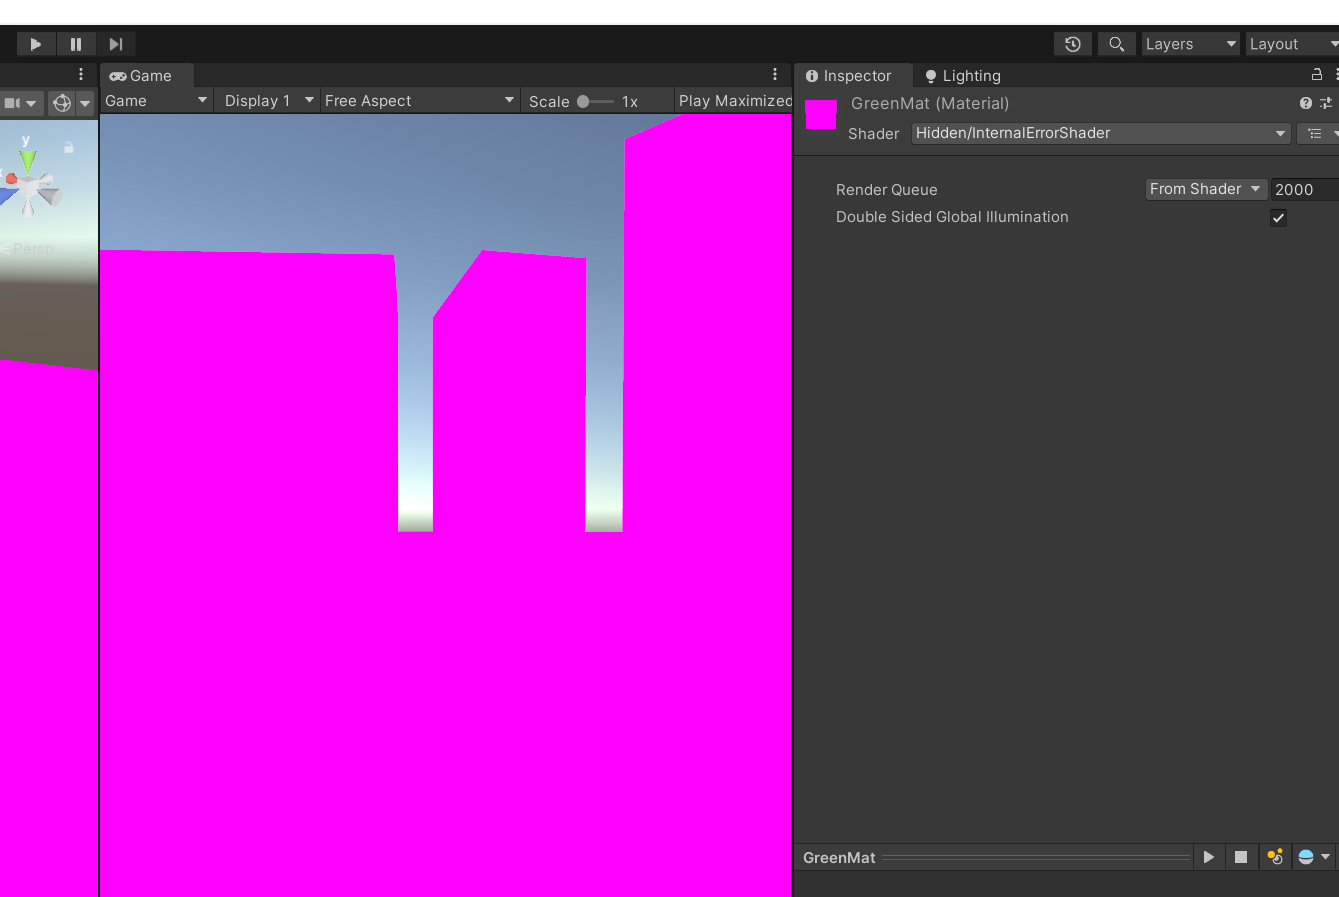 Layers
Layout
Game
Inspector
Lighting
Game
Display 1
Free Aspect
Scale
1x
Play Maximized
GreenMat (Material)
Shader
Hidden/InternalErrorShader
y
Persp
Render Queue
From Shader
2000
Double Sided Global Illumination
GreenMat